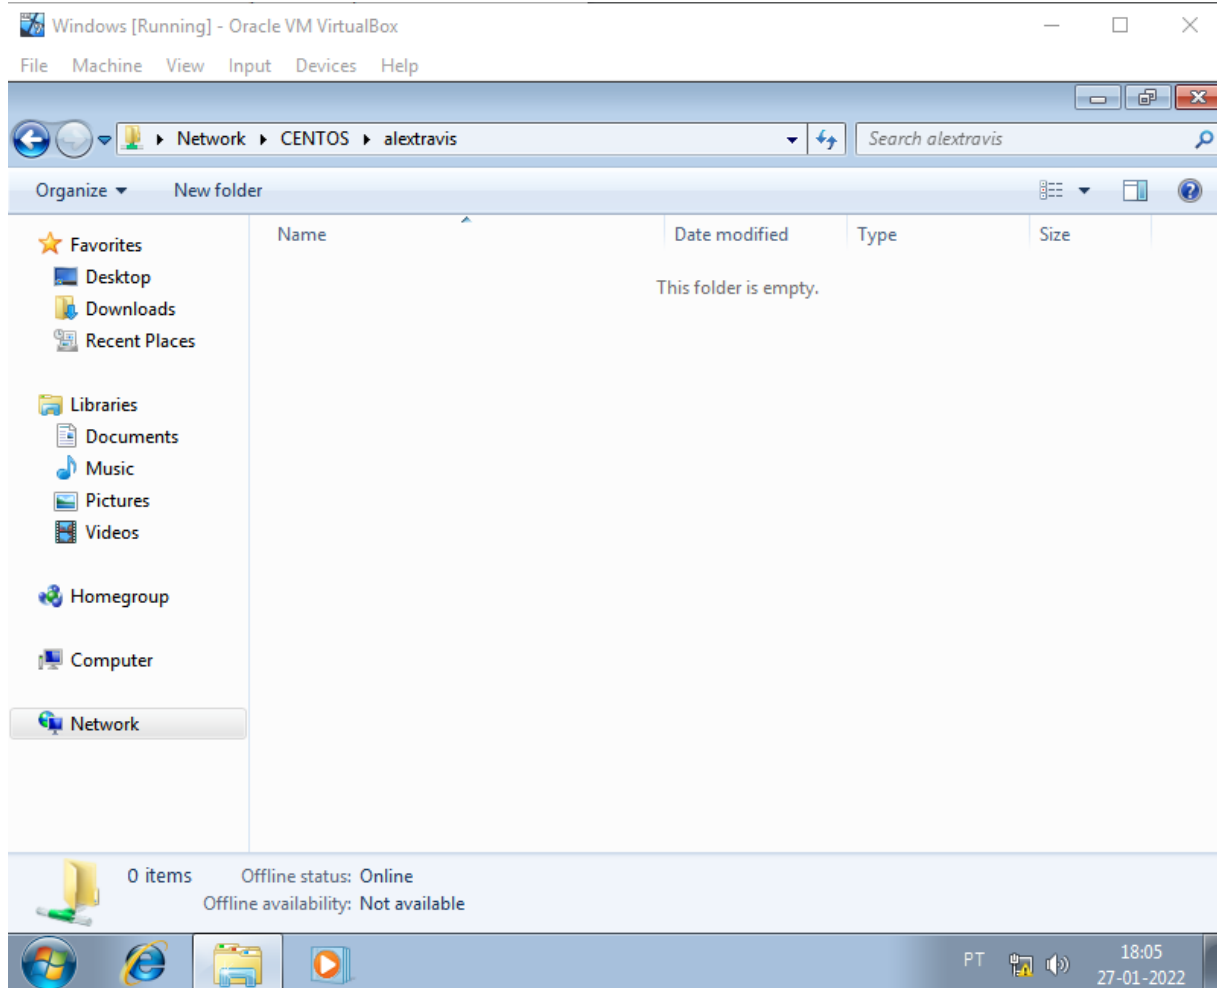 Windows [Running] - Oracle VM VirtualBox
File Machine View Input Devices Help
Network CENTOS alextravis
Search alextravis
Organize New folder
Name Date modified Type Size
This folder is empty.
Favorites
Desktop
Downloads
Recent Places
Libraries
Documents
Music
Pictures
Videos
Homegroup
Computer
Network
0 items Offline status: Online
Offline availability: Not available
PT 18:05
27-01-2022